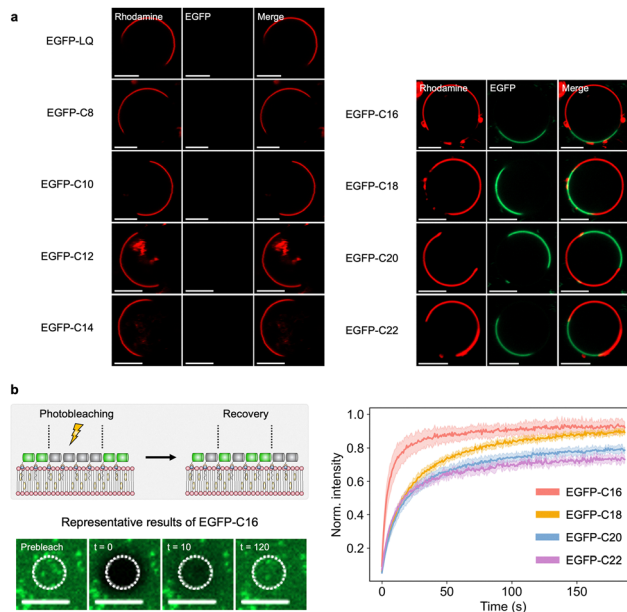 a
Rhodamine EGFP Merge
EGFP-LQ
EGFP-C8
EGFP-C10
EGFP-C12
EGFP-C14
Rhodamine EGFP Merge
EGFP-C16
EGFP-C18
EGFP-C20
EGFP-C22
b
Photobleaching Recovery
Representative results of EGFP-C16
Prebleach t = 0 t = 10 t = 120
Norm. intensity
1.0
0.8
0.6
0.4
0.2
0 50 100 150
Time (s)
EGFP-C16
EGFP-C18
EGFP-C20
EGFP-C22